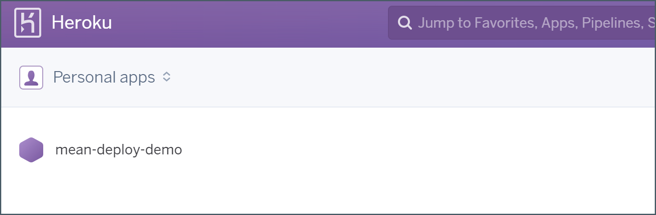 Heroku
Jump to Favorites, Apps, Pipelines, S
Personal apps
mean-deploy-demo